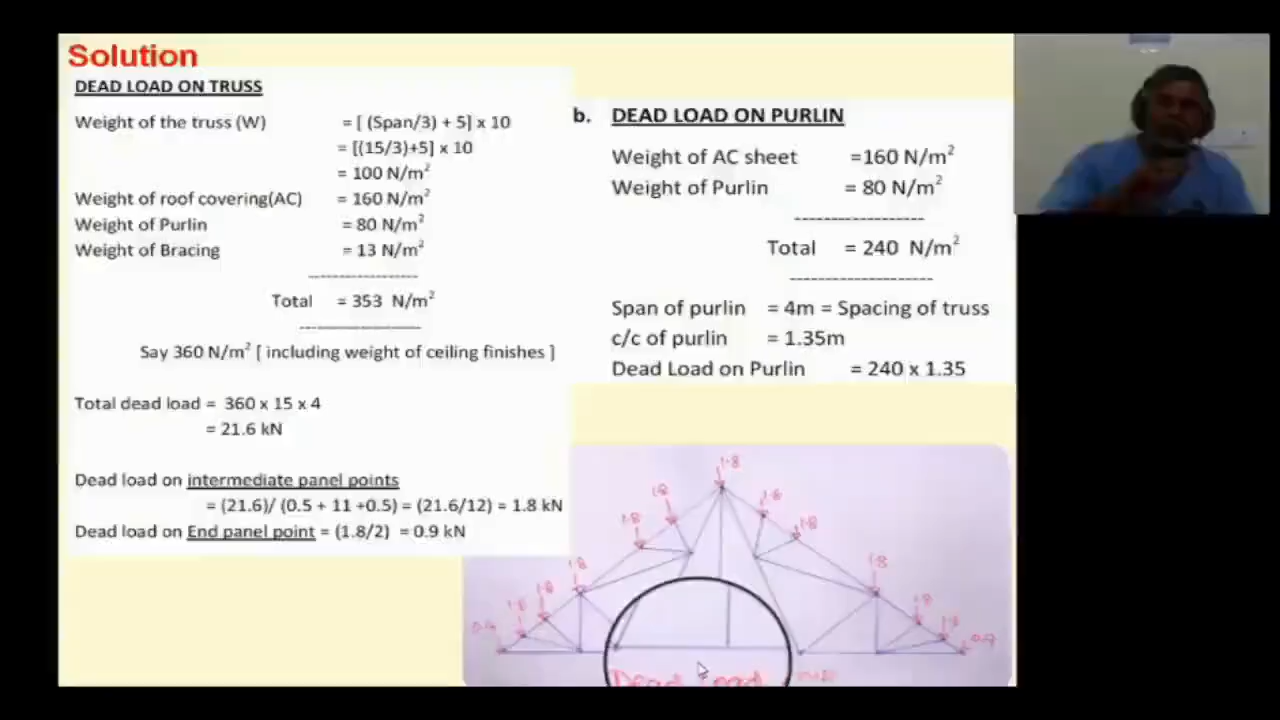 Solution
DEAD LOAD ON TRUSS
Weight of the truss (W) = [ (Span/3) + 5] x 10
= [(15/3)+5] x 10
= 100 N/m²
Weight of roof covering(AC) = 160 N/m²
Weight of Purlin = 80 N/m²
Weight of Bracing = 13 N/m²
-------------------
Total = 353 N/m²
---------------------
Say 360 N/m² [ including weight of ceiling finishes ]
Total dead load = 360 x 15 x 4
= 21.6 kN
Dead load on intermediate panel points
= (21.6)/ (0.5 + 11 +0.5) = (21.6/12) = 1.8 kN
Dead load on End panel point = (1.8/2) = 0.9 kN
b. DEAD LOAD ON PURLIN
Weight of AC sheet =160 N/m²
Weight of Purlin = 80 N/m²
-------------------
Total = 240 N/m²
---------------------
Span of purlin = 4m = Spacing of truss
c/c of purlin = 1.35m
Dead Load on Purlin = 240 x 1.35
1.8
1.8
1.8
1.8
1.8
1.8
1.8
1.8
1.8
1.8
1.8
0.9
0.9
Dead Load